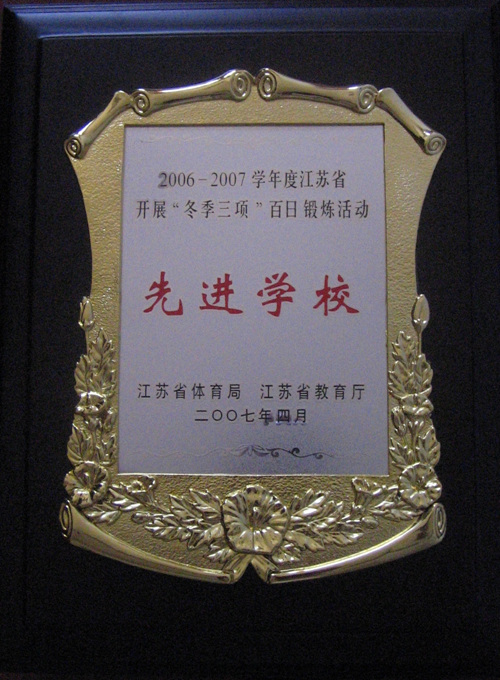 2006-2007学年度江苏省
开展“冬季三项”百日锻炼活动
先进学校
江苏省体育局 江苏省教育厅
二〇〇七年四月